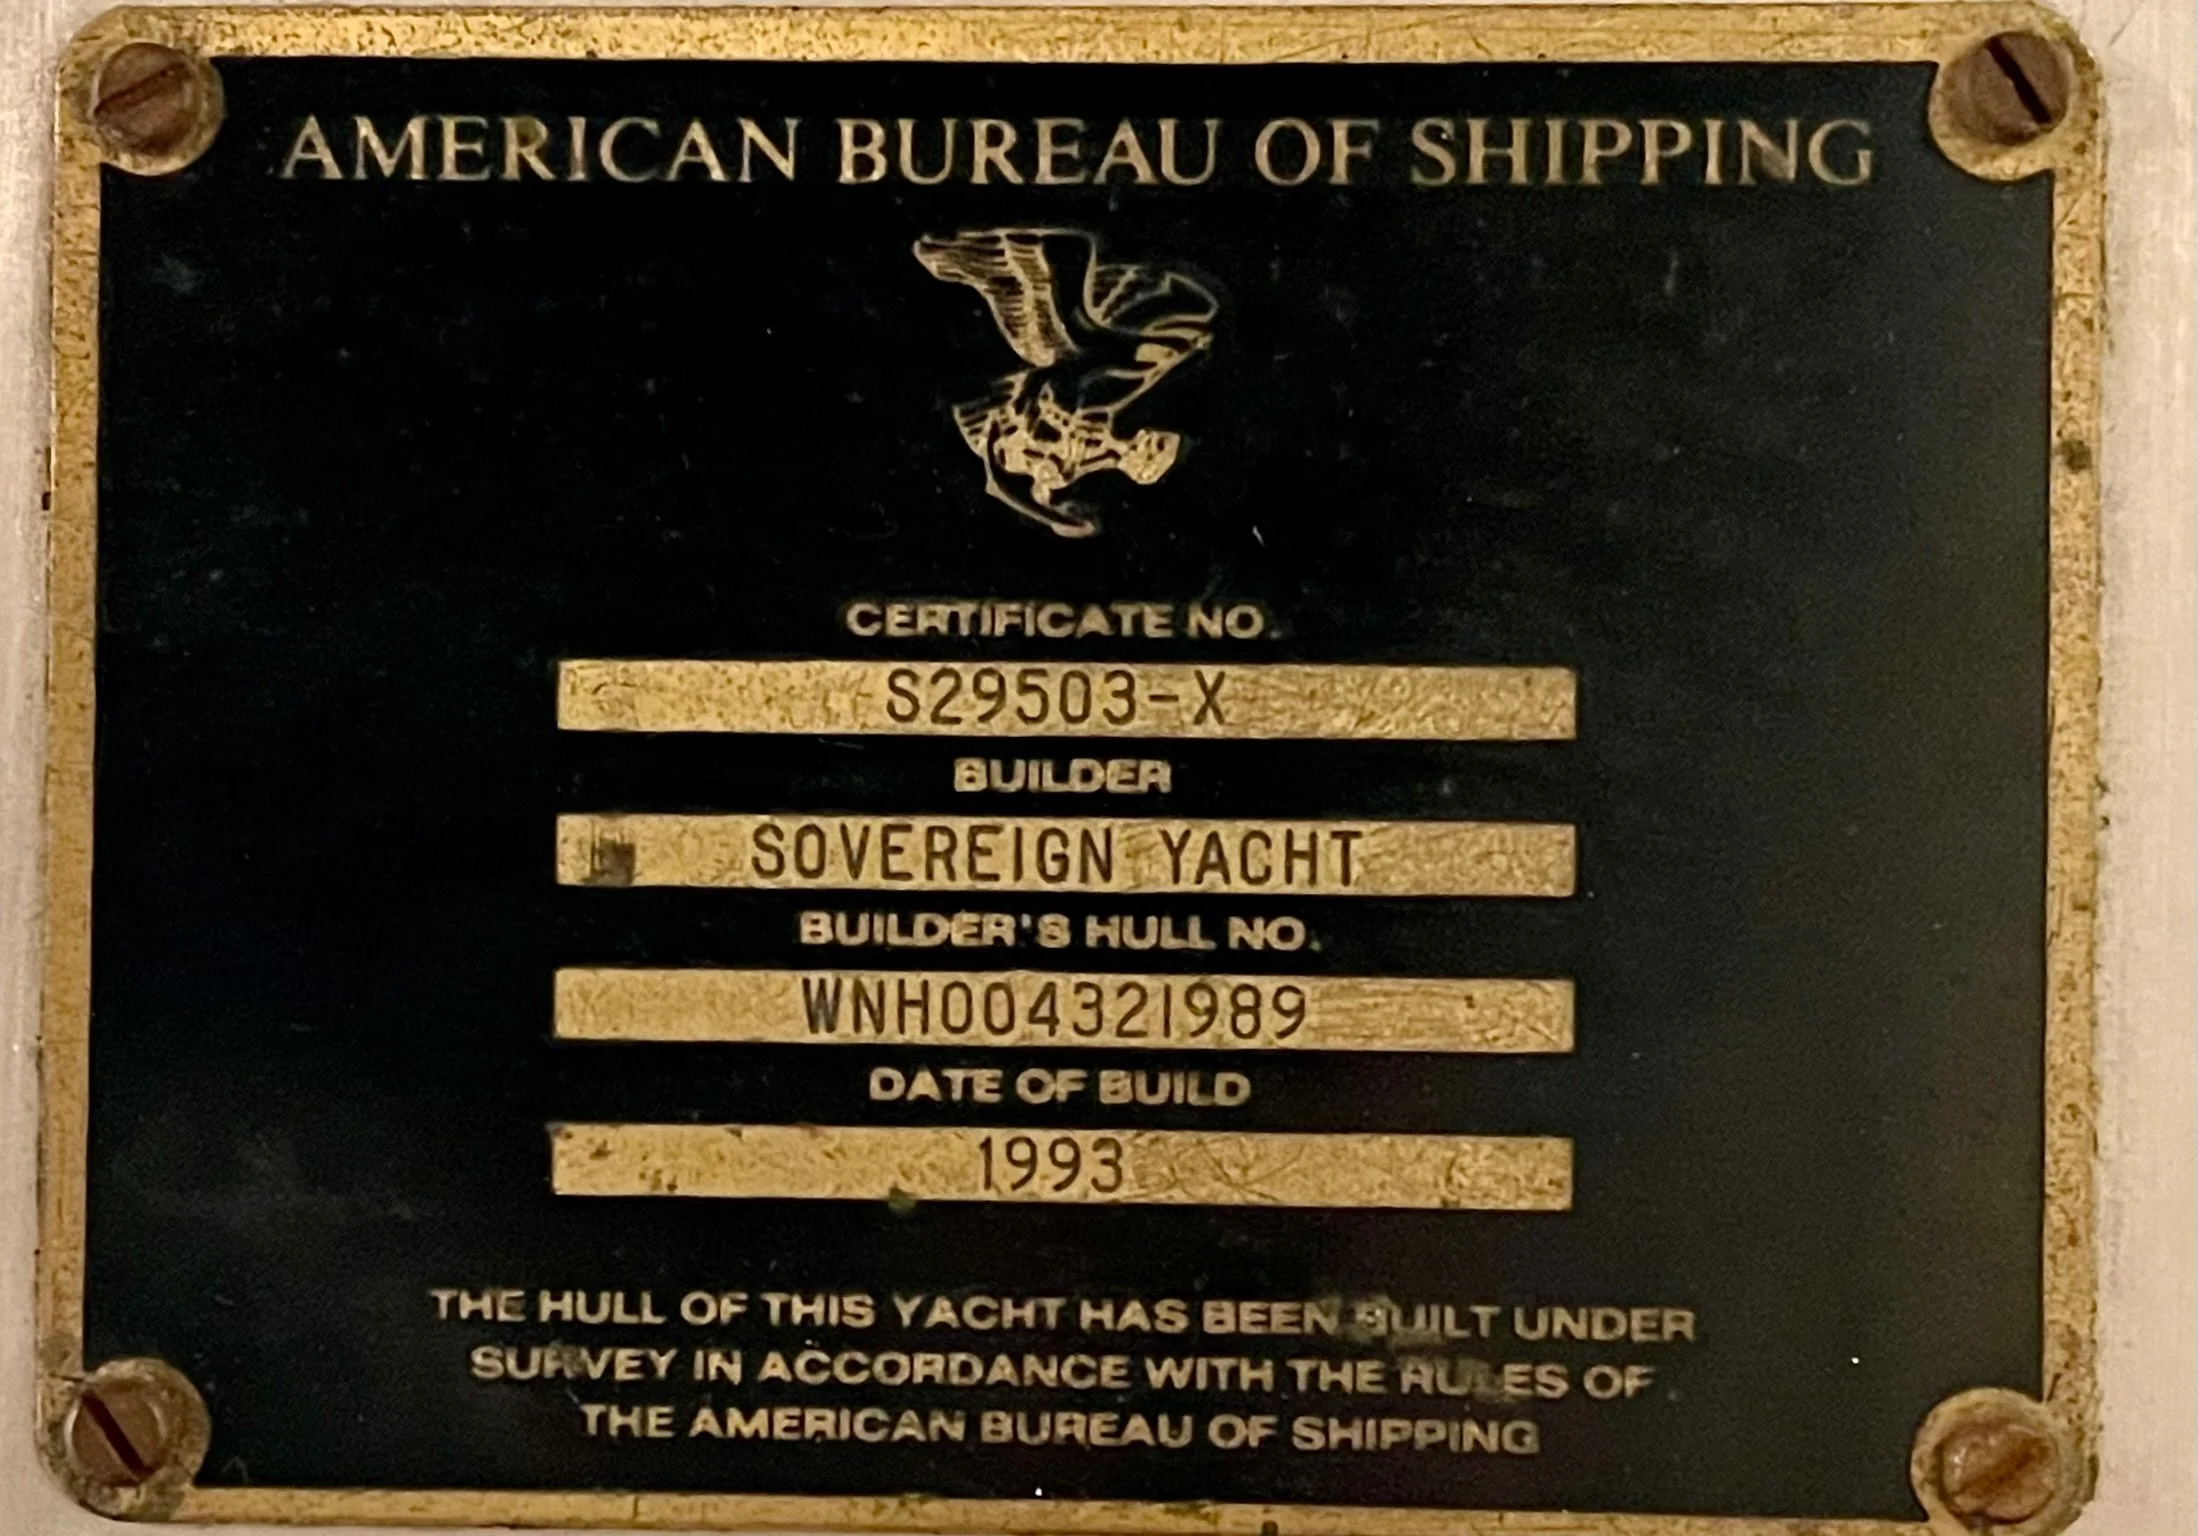 AMERICAN BUREAU OF SHIPPING
CERTIFICATE NO.
S29503-X
BUILDER
SOVEREIGN YACHT
BUILDER'S HULL NO.
WNH004321989
DATE OF BUILD
1993
THE HULL OF THIS YACHT HAS BEEN BUILT UNDER
SURVEY IN ACCORDANCE WITH THE RULES OF
THE AMERICAN BUREAU OF SHIPPING